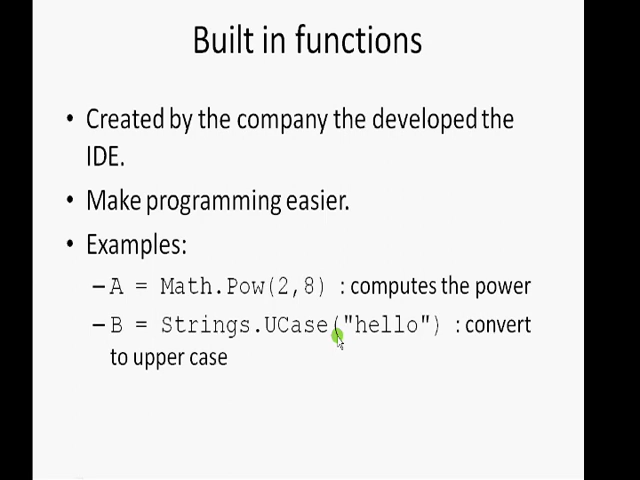 Built in functions
• Created by the company the developed the
IDE.
• Make programming easier.
• Examples:
– A = Math.Pow(2,8) : computes the power
– B = Strings.UCase("hello") : convert
to upper case